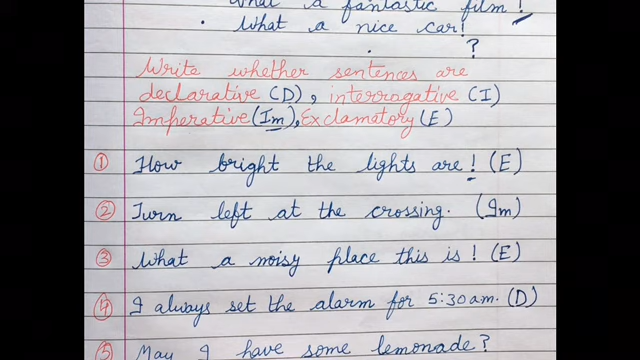 What a fantastic film!
What a nice car!
?
Write whether sentences are
declarative (D), interragative (I)
Imperative (Im), Exclamatory (E)
① How bright the lights are! (E)
② Turn left at the crossing. (Im)
③ What a noisy place this is! (E)
④ I always set the alarm for 5:30 am. (D)
⑤ May I have some lemonade?